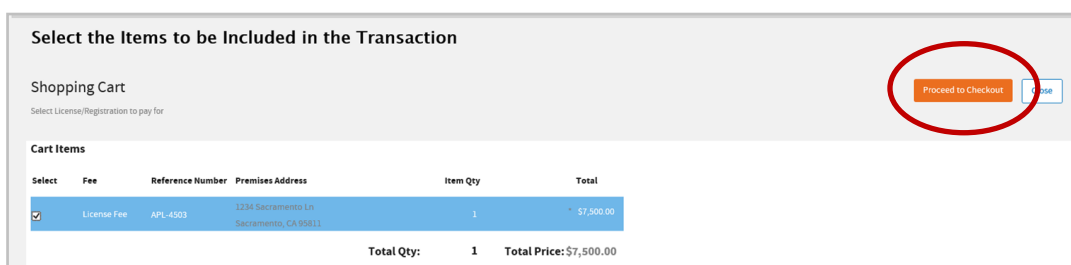 Select the Items to be Included in the Transaction
Shopping Cart
Proceed to Checkout Close
Select License/Registration to pay for
Cart Items
Select Fee Reference Number Premises Address Item Qty Total
License Fee APL-4503 1234 Sacramento Ln Sacramento, CA 95811 1 $7,500.00
Total Qty: 1 Total Price: $7,500.00